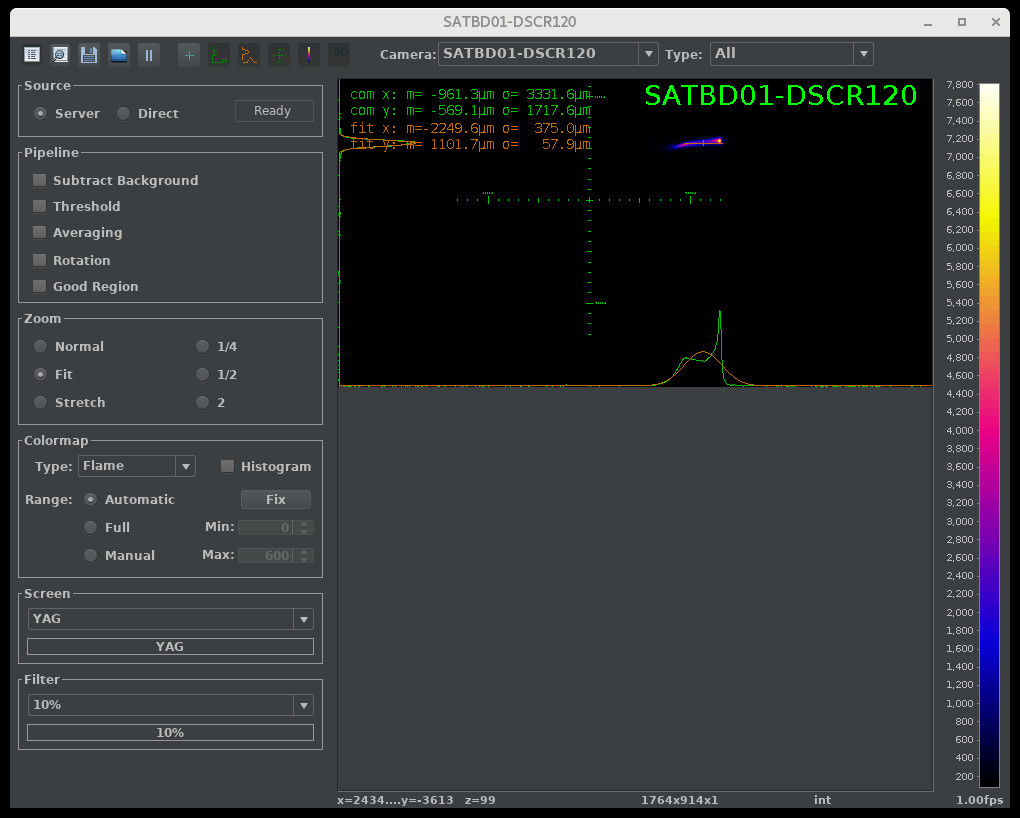 SATBD01-DSCR120
Camera: SATBD01-DSCR120 Type: All
Source
Server Direct Ready
Pipeline
Subtract Background
Threshold
Averaging
Rotation
Good Region
Zoom
Normal 1/4
Fit 1/2
Stretch 2
Colormap
Type: Flame Histogram
Range: Automatic Fix
Full Min: 0
Manual Max: 600
Screen
YAG
YAG
Filter
10%
10%
com x: m= -961.3µm σ= 3331.6µm
com y: m= -569.1µm σ= 1717.6µm
fit x: m=-2249.6µm σ= 375.0µm
fit y: m= 1101.7µm σ= 57.9µm
SATBD01-DSCR120
7,800
7,600
7,400
7,200
7,000
6,800
6,600
6,400
6,200
6,000
5,800
5,600
5,400
5,200
5,000
4,800
4,600
4,400
4,200
4,000
3,800
3,600
3,400
3,200
3,000
2,800
2,600
2,400
2,200
2,000
1,800
1,600
1,400
1,200
1,000
800
600
400
200
x=2434....y=-3613 z=99 1764x914x1 int 1.00fps